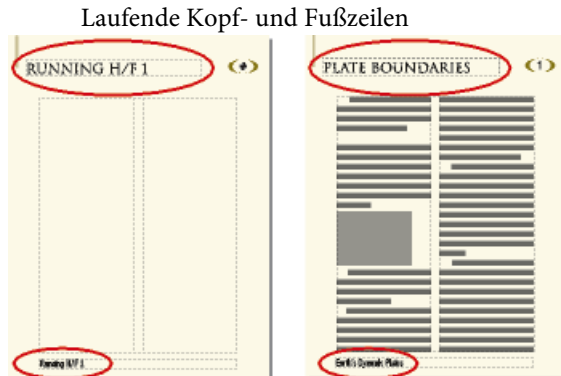 Laufende Kopf- und Fußzeilen
RUNNING H/F 1
(#)
PLATE BOUNDARIES
(1)
Running H/F 1
Earth's Dynamic Plates